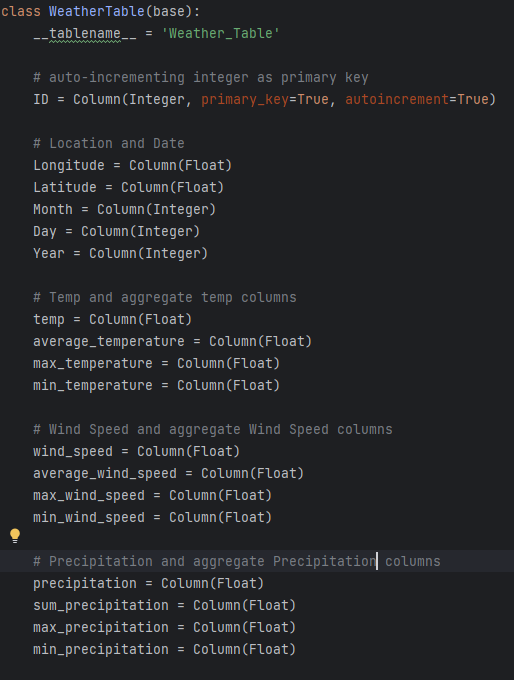 class WeatherTable(base):
    __tablename__ = 'Weather_Table'
    # auto-incrementing integer as primary key
    ID = Column(Integer, primary_key=True, autoincrement=True)
    # Location and Date
    Longitude = Column(Float)
    Latitude = Column(Float)
    Month = Column(Integer)
    Day = Column(Integer)
    Year = Column(Integer)
    # Temp and aggregate temp columns
    temp = Column(Float)
    average_temperature = Column(Float)
    max_temperature = Column(Float)
    min_temperature = Column(Float)
    # Wind Speed and aggregate Wind Speed columns
    wind_speed = Column(Float)
    average_wind_speed = Column(Float)
    max_wind_speed = Column(Float)
    min_wind_speed = Column(Float)
    # Precipitation and aggregate Precipitation columns
    precipitation = Column(Float)
    sum_precipitation = Column(Float)
    max_precipitation = Column(Float)
    min_precipitation = Column(Float)